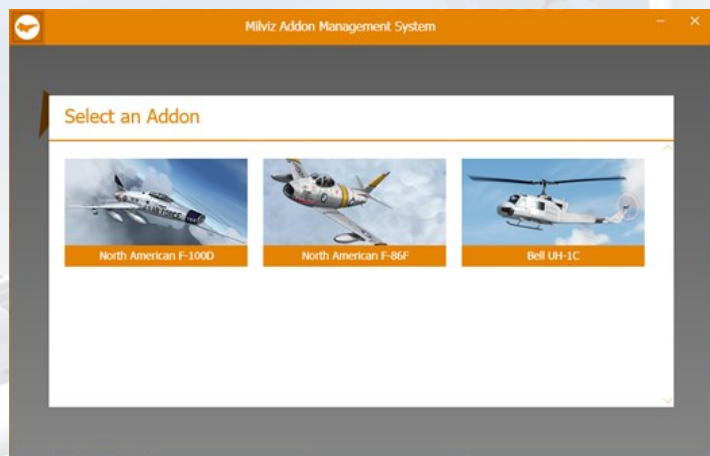 Milviz Addon Management System
Select an Addon
North American F-100D
North American F-86F
Bell UH-1C